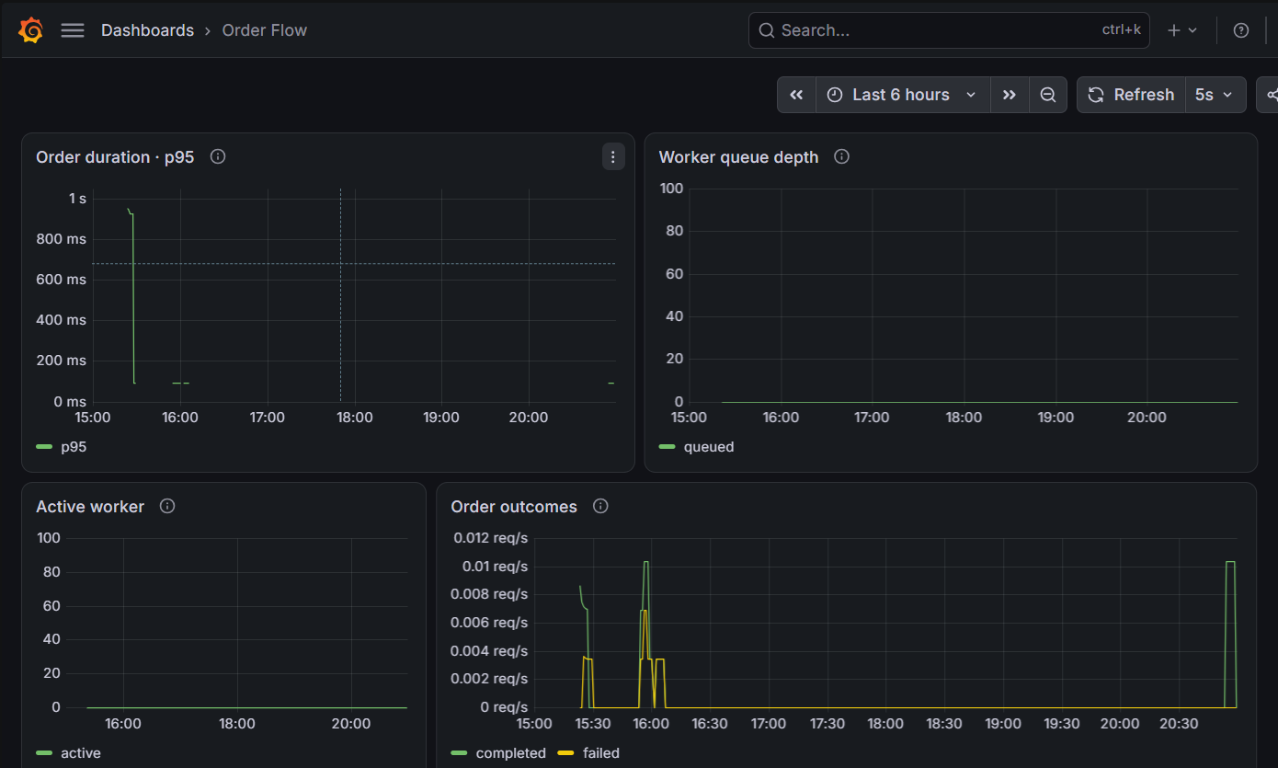 Dashboards › Order Flow
Search...
ctrl+k
Last 6 hours
Refresh
5s
Order duration · p95
1 s
800 ms
600 ms
400 ms
200 ms
0 ms
15:00 16:00 17:00 18:00 19:00 20:00
p95
Worker queue depth
100
80
60
40
20
0
15:00 16:00 17:00 18:00 19:00 20:00
queued
Active worker
100
80
60
40
20
0
16:00 18:00 20:00
active
Order outcomes
0.012 req/s
0.01 req/s
0.008 req/s
0.006 req/s
0.004 req/s
0.002 req/s
0 req/s
15:00 15:30 16:00 16:30 17:00 17:30 18:00 18:30 19:00 19:30 20:00 20:30
completed failed